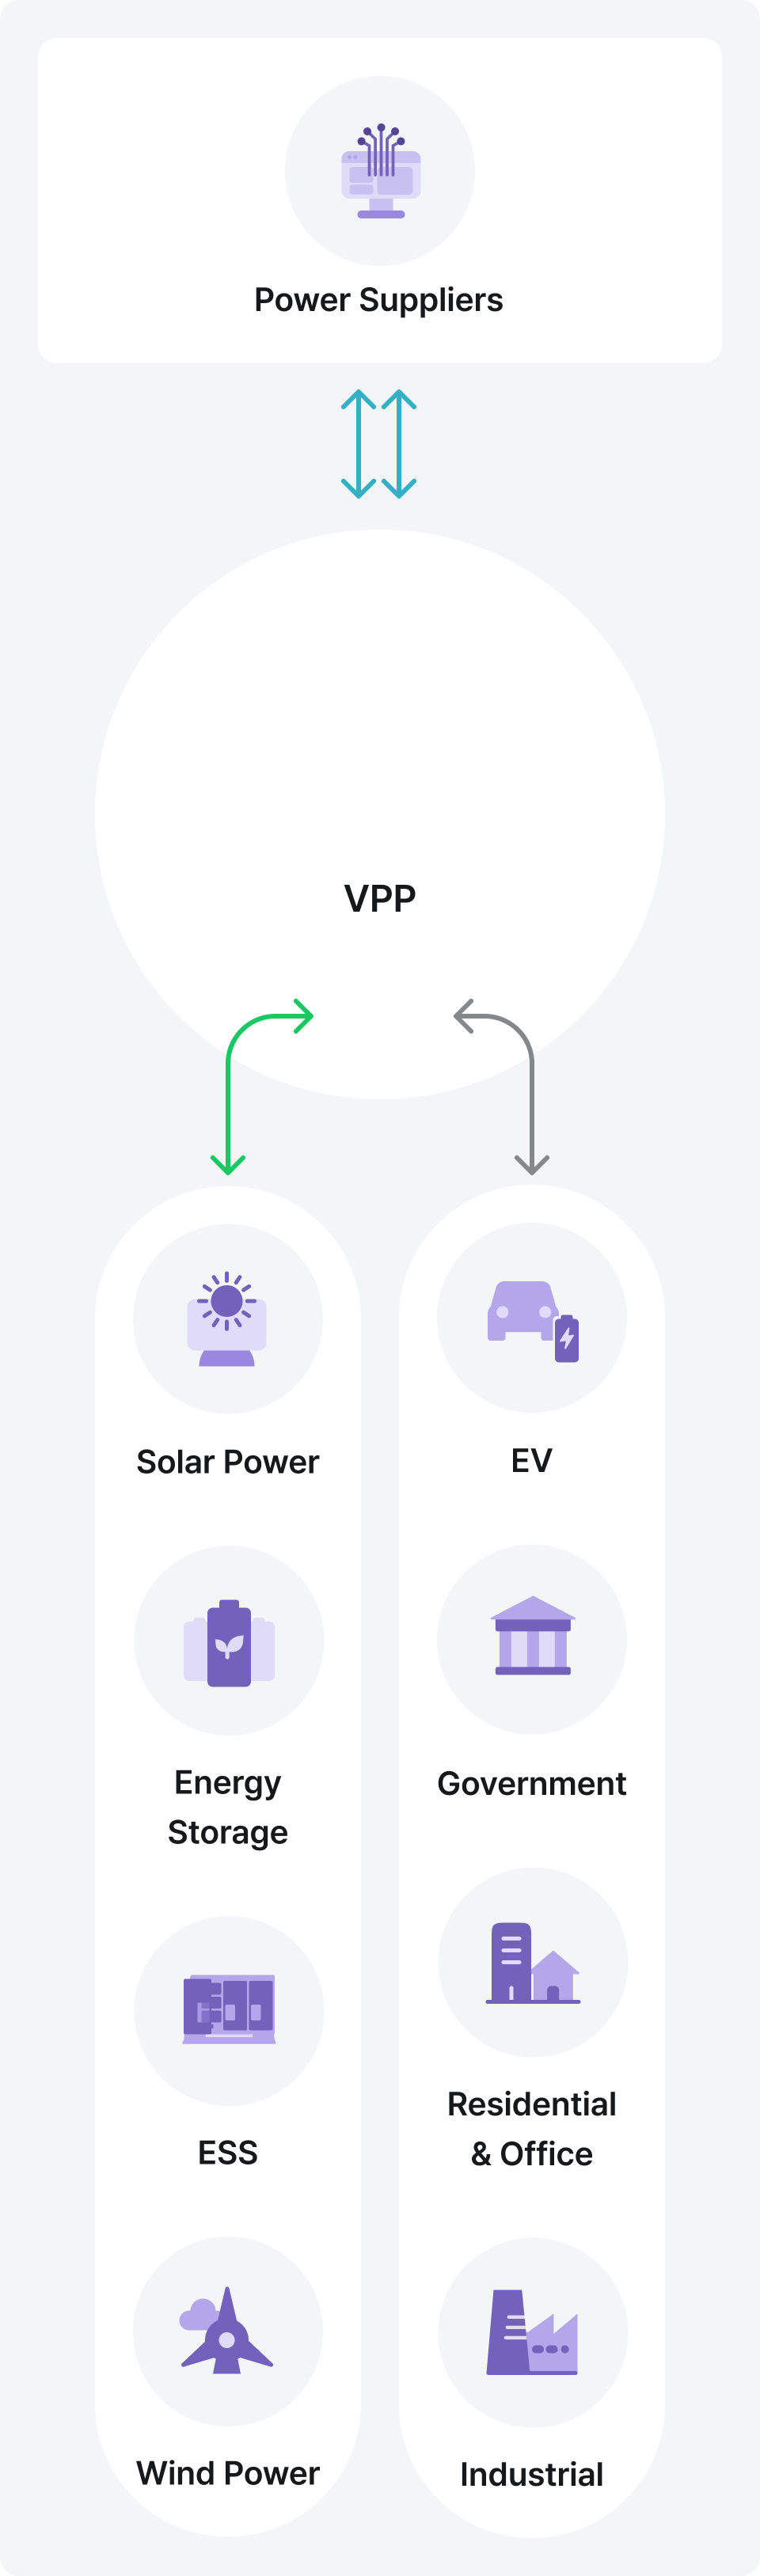 Power Suppliers
VPP
Solar Power
Energy
Storage
ESS
Wind Power
EV
Government
Residential
& Office
Industrial